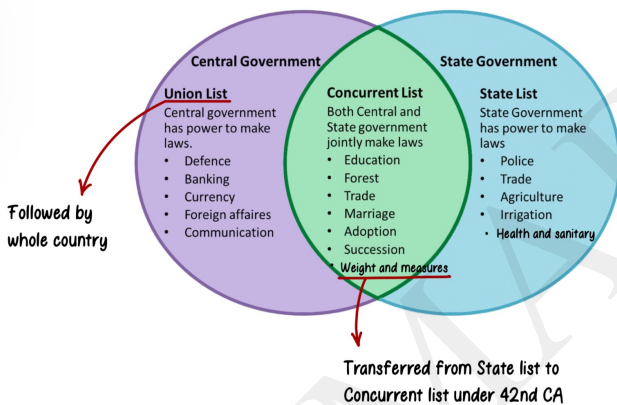 Central Government
State Government
Union List
Central government
has power to make
laws.
• Defence
• Banking
• Currency
• Foreign affaires
• Communication
Concurrent List
Both Central and
State government
jointly make laws
• Education
• Forest
• Trade
• Marriage
• Adoption
• Succession
• Weight and measures
State List
State Government
has power to make
laws
• Police
• Trade
• Agriculture
• Irrigation
• Health and sanitary
Followed by
whole country
Transferred from State list to
Concurrent list under 42nd CA